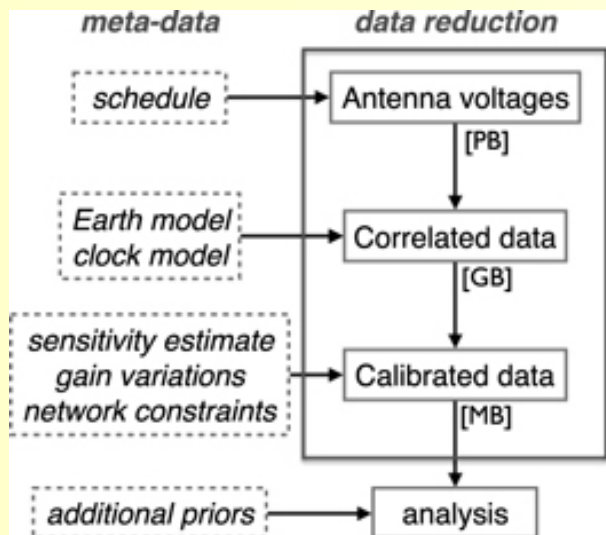 meta-data
data reduction
schedule
Antenna voltages
[PB]
Earth model
clock model
Correlated data
[GB]
sensitivity estimate
gain variations
network constraints
Calibrated data
[MB]
additional priors
analysis